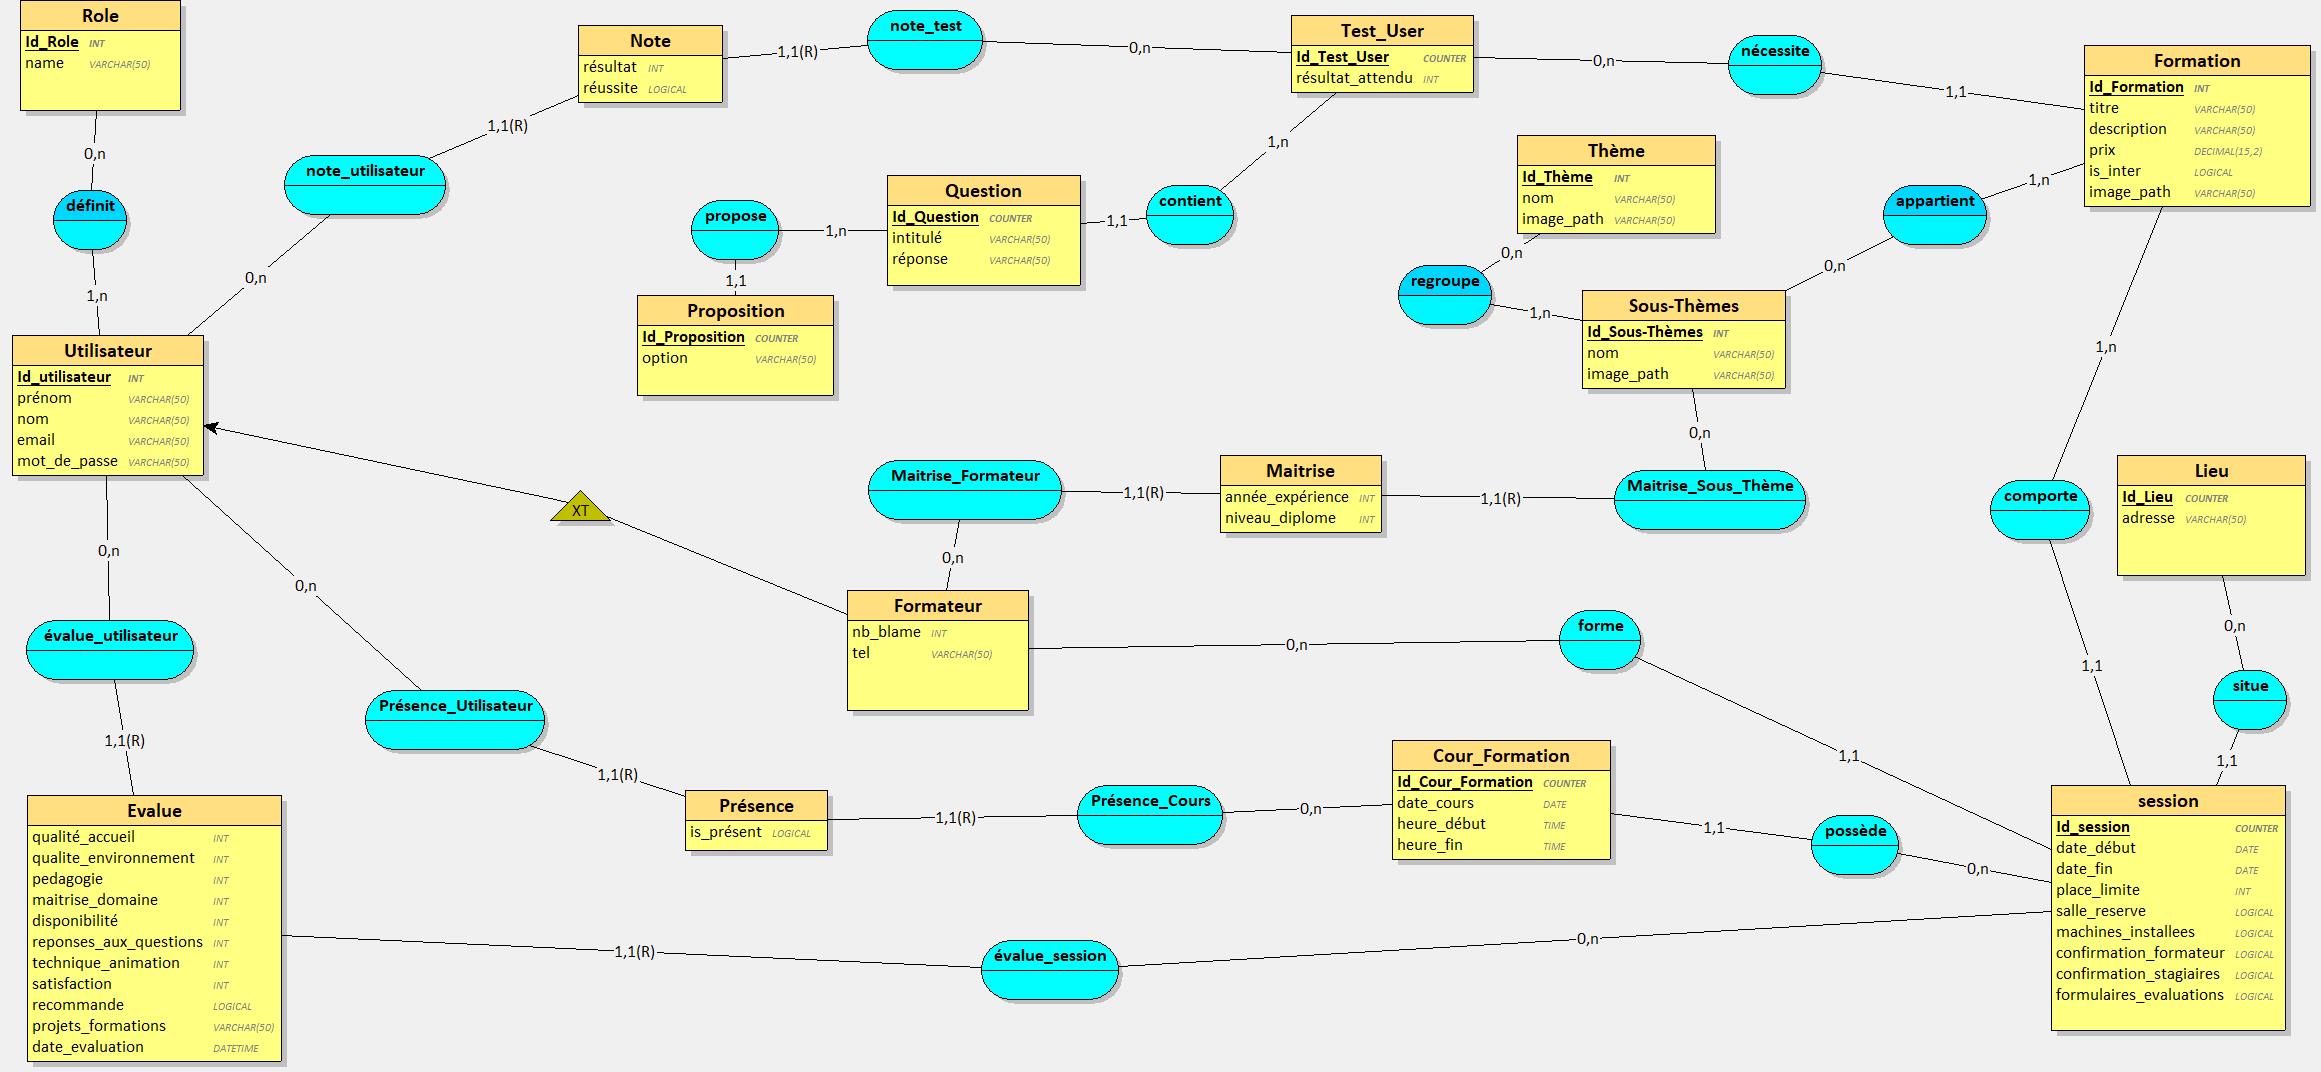 Role
Id_Role INT
name VARCHAR(50)
0,n
définit
1,n
Utilisateur
Id_utilisateur INT
prénom VARCHAR(50)
nom VARCHAR(50)
email VARCHAR(50)
mot_de_passe VARCHAR(50)
note_utilisateur
0,n
1,1(R)
Note
résultat INT
réussite LOGICAL
1,1(R)
note_test
0,n
Test_User
Id_Test_User COUNTER
résultat_attendu INT
0,n
nécessite
1,1
Formation
Id_Formation INT
titre VARCHAR(50)
description VARCHAR(50)
prix DECIMAL(15,2)
is_inter LOGICAL
image_path VARCHAR(50)
1,n
contient
1,1
Question
Id_Question COUNTER
intitulé VARCHAR(50)
réponse VARCHAR(50)
1,n
propose
1,1
Proposition
Id_Proposition COUNTER
option VARCHAR(50)
Thème
Id_Thème INT
nom VARCHAR(50)
image_path VARCHAR(50)
0,n
regroupe
1,n
Sous-Thèmes
Id_Sous-Thèmes INT
nom VARCHAR(50)
image_path VARCHAR(50)
0,n
appartient
1,n
0,n
Maitrise_Sous_Thème
1,1(R)
Maitrise
année_expérience INT
niveau_diplome INT
1,1(R)
Maitrise_Formateur
0,n
XT
Formateur
nb_blame INT
tel VARCHAR(50)
0,n
forme
1,1
1,n
comporte
1,1
Lieu
Id_Lieu COUNTER
adresse VARCHAR(50)
0,n
situe
1,1
0,n
évalue_utilisateur
1,1(R)
0,n
Présence_Utilisateur
1,1(R)
Présence
is_présent LOGICAL
1,1(R)
Présence_Cours
0,n
Cour_Formation
Id_Cour_Formation COUNTER
date_cours DATE
heure_début TIME
heure_fin TIME
1,1
possède
0,n
session
Id_session COUNTER
date_début DATE
date_fin DATE
place_limite INT
salle_reserve LOGICAL
machines_installees LOGICAL
confirmation_formateur LOGICAL
confirmation_stagiaires LOGICAL
formulaires_evaluations LOGICAL
Evalue
qualité_accueil INT
qualite_environnement INT
pedagogie INT
maitrise_domaine INT
disponibilité INT
reponses_aux_questions INT
technique_animation INT
satisfaction INT
recommande LOGICAL
projets_formations VARCHAR(50)
date_evaluation DATETIME
1,1(R)
évalue_session
0,n